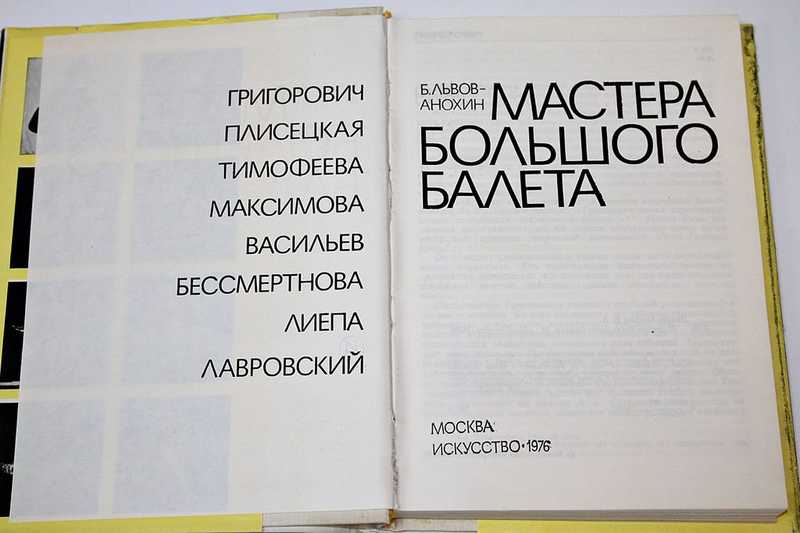 ГРИГОРОВИЧ
ПЛИСЕЦКАЯ
ТИМОФЕЕВА
МАКСИМОВА
ВАСИЛЬЕВ
БЕССМЕРТНОВА
ЛИЕПА
ЛАВРОВСКИЙ
Б.ЛЬВОВ-
АНОХИН
МАСТЕРА
БОЛЬШОГО
БАЛЕТА
МОСКВА
ИСКУССТВО•1976